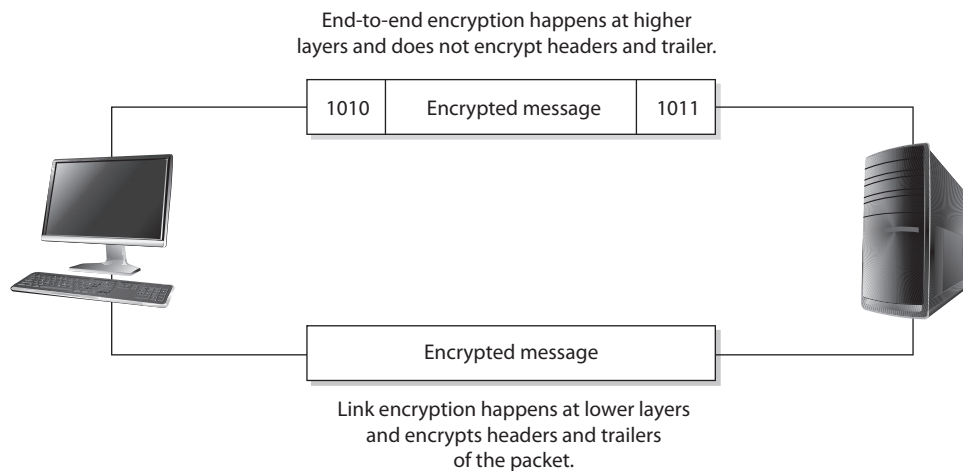 End-to-end encryption happens at higher
layers and does not encrypt headers and trailer.
1010 Encrypted message 1011
Encrypted message
Link encryption happens at lower layers
and encrypts headers and trailers
of the packet.